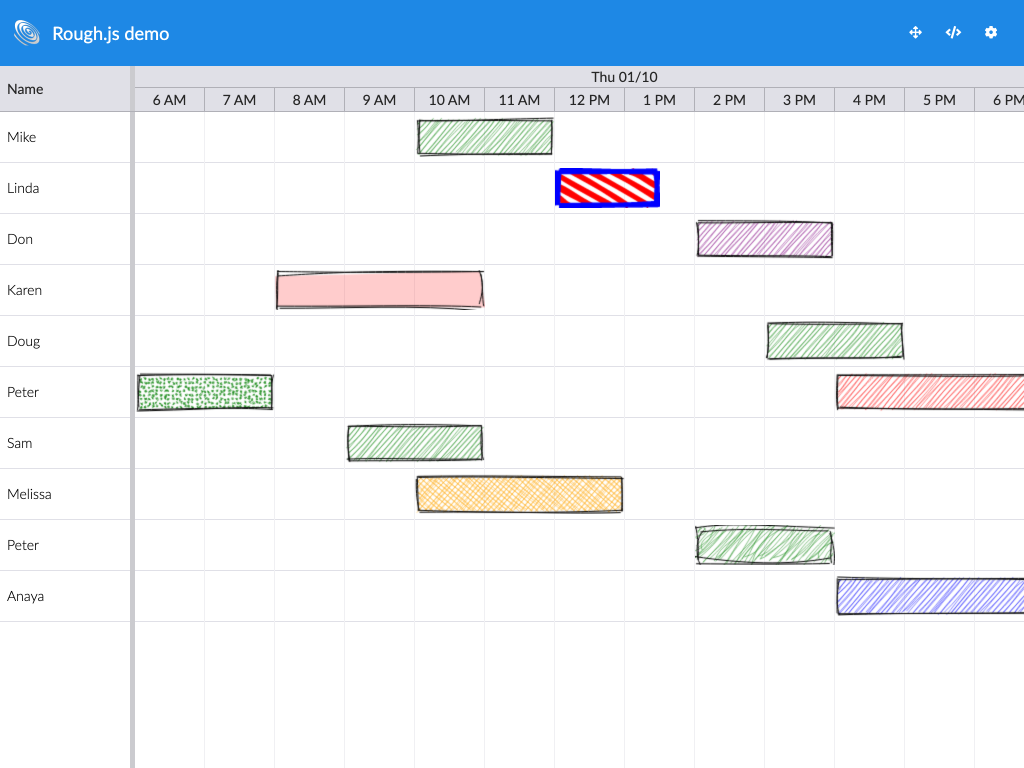 Rough.js demo
Name
Thu 01/10
6 AM 7 AM 8 AM 9 AM 10 AM 11 AM 12 PM 1 PM 2 PM 3 PM 4 PM 5 PM 6 PM
Mike
Linda
Don
Karen
Doug
Peter
Sam
Melissa
Peter
Anaya